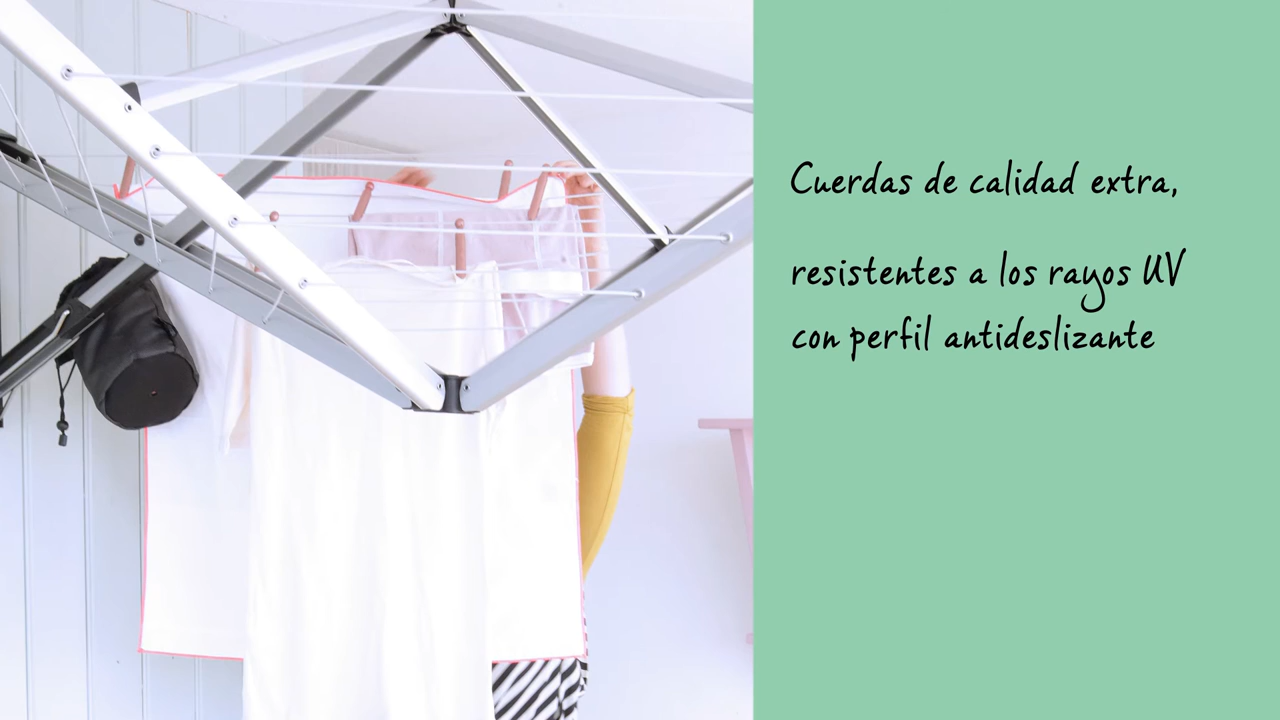 Cuerdas de calidad extra,
resistentes a los rayos UV
con perfil antideslizante